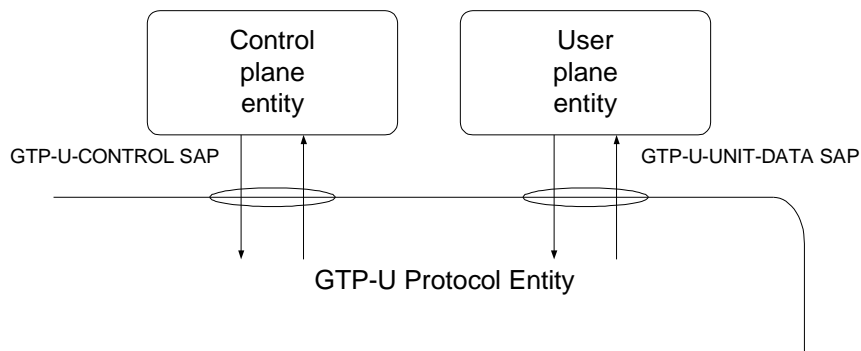 Control
plane
entity
User
plane
entity
GTP-U-CONTROL SAP
GTP-U-UNIT-DATA SAP
GTP-U Protocol Entity